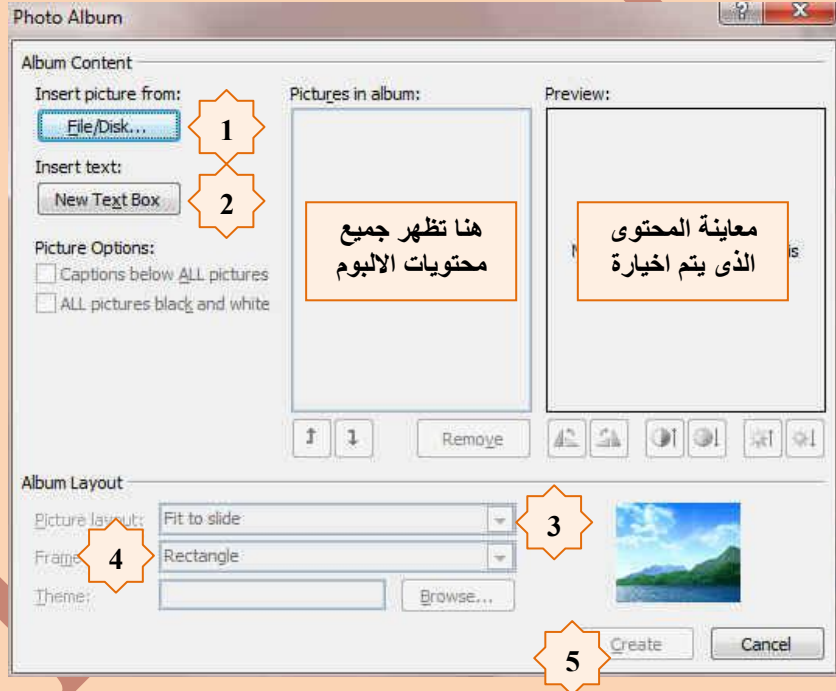 Photo Album
Album Content
Insert picture from:
File/Disk...
1
Insert text:
New Text Box
2
Picture Options:
Captions below ALL pictures
ALL pictures black and white
Pictures in album:
هنا تظهر جميع
محتويات الالبوم
Remove
Preview:
معاينة المحتوى
الذى يتم اخيارة
is
Album Layout
Picture layout:
Fit to slide
3
4
Rectangle
Theme:
Browse...
5
Create
Cancel